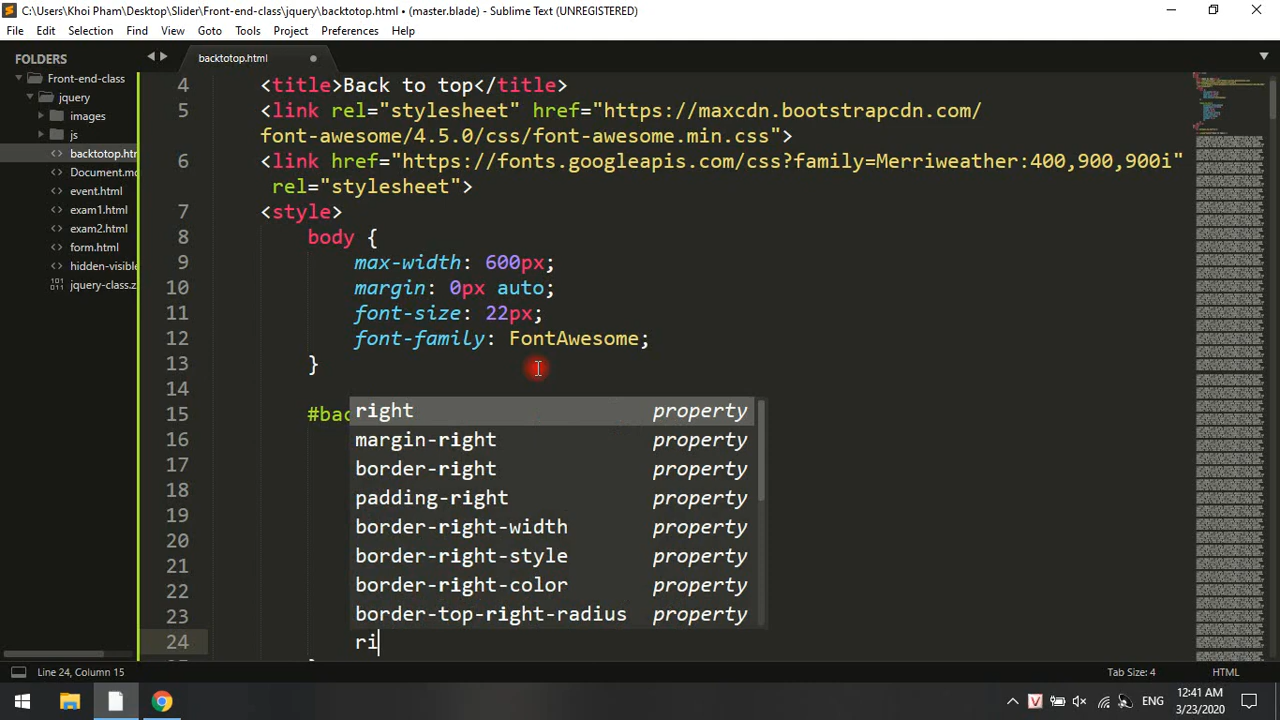 C:\Users\Khoi Pham\Desktop\Slider\Front-end-class\jquery\backtotop.html • (master.blade) - Sublime Text (UNREGISTERED)
File Edit Selection Find View Goto Tools Project Preferences Help
FOLDERS
Front-end-class
jquery
images
js
backtotop.htm
Document.md
event.html
exam1.html
exam2.html
form.html
hidden-visible
jquery-class.z
backtotop.html
4 <title>Back to top</title>
5 <link rel="stylesheet" href="https://maxcdn.bootstrapcdn.com/
font-awesome/4.5.0/css/font-awesome.min.css">
6 <link href="https://fonts.googleapis.com/css?family=Merriweather:400,900,900i"
rel="stylesheet">
7 <style>
8 body {
9 max-width: 600px;
10 margin: 0px auto;
11 font-size: 22px;
12 font-family: FontAwesome;
13 }
14
15 #bac
16
17
18
19
20
21
22
23
24 ri
right property
margin-right property
border-right property
padding-right property
border-right-width property
border-right-style property
border-right-color property
border-top-right-radius property
Line 24, Column 15
Tab Size: 4 HTML
ENG
12:41 AM
3/23/2020